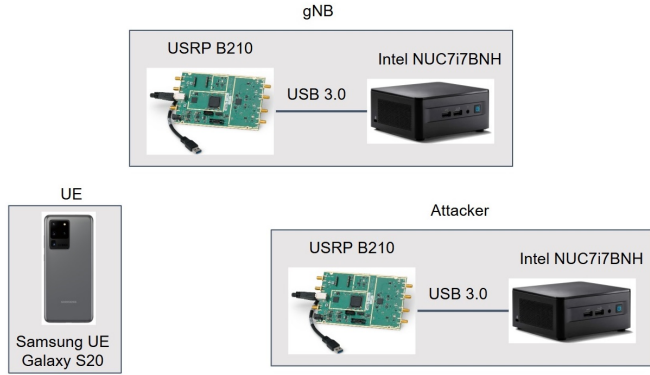 gNB
USRP B210
Intel NUC7i7BNH
USB 3.0
UE
Samsung UE
Galaxy S20
Attacker
USRP B210
Intel NUC7i7BNH
USB 3.0